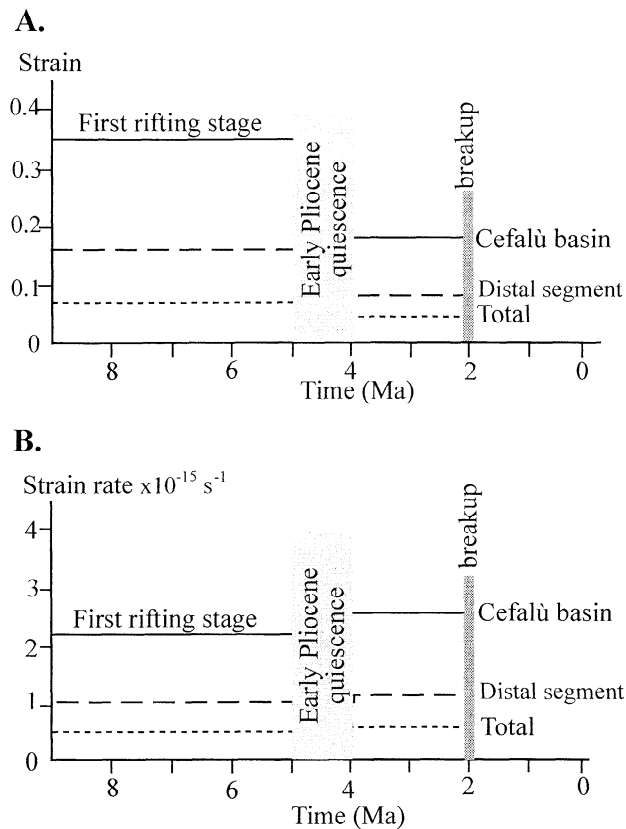 A.
Strain
0.4
First rifting stage
0.3
0.2
0.1
0
Early Pliocene
quiescence
breakup
Cefalù basin
Distal segment
Total
8 6 4 2 0
Time (Ma)
B.
Strain rate x10⁻¹⁵ s⁻¹
4
3
First rifting stage
2
1
0
Early Pliocene
quiescence
breakup
Cefalù basin
Distal segment
Total
8 6 4 2 0
Time (Ma)